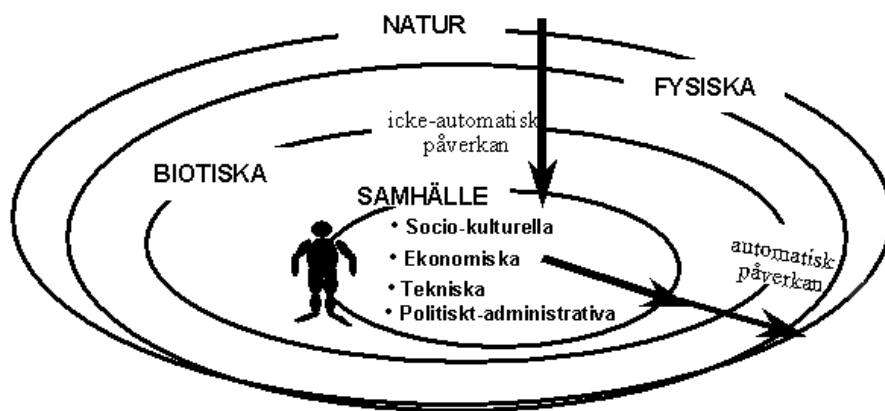 NATUR
FYSISKA
icke-automatisk
påverkan
BIOTISKA
SAMHÄLLE
• Socio-kulturella
• Ekonomiska
• Tekniska
• Politiskt-administrativa
automatisk
påverkan